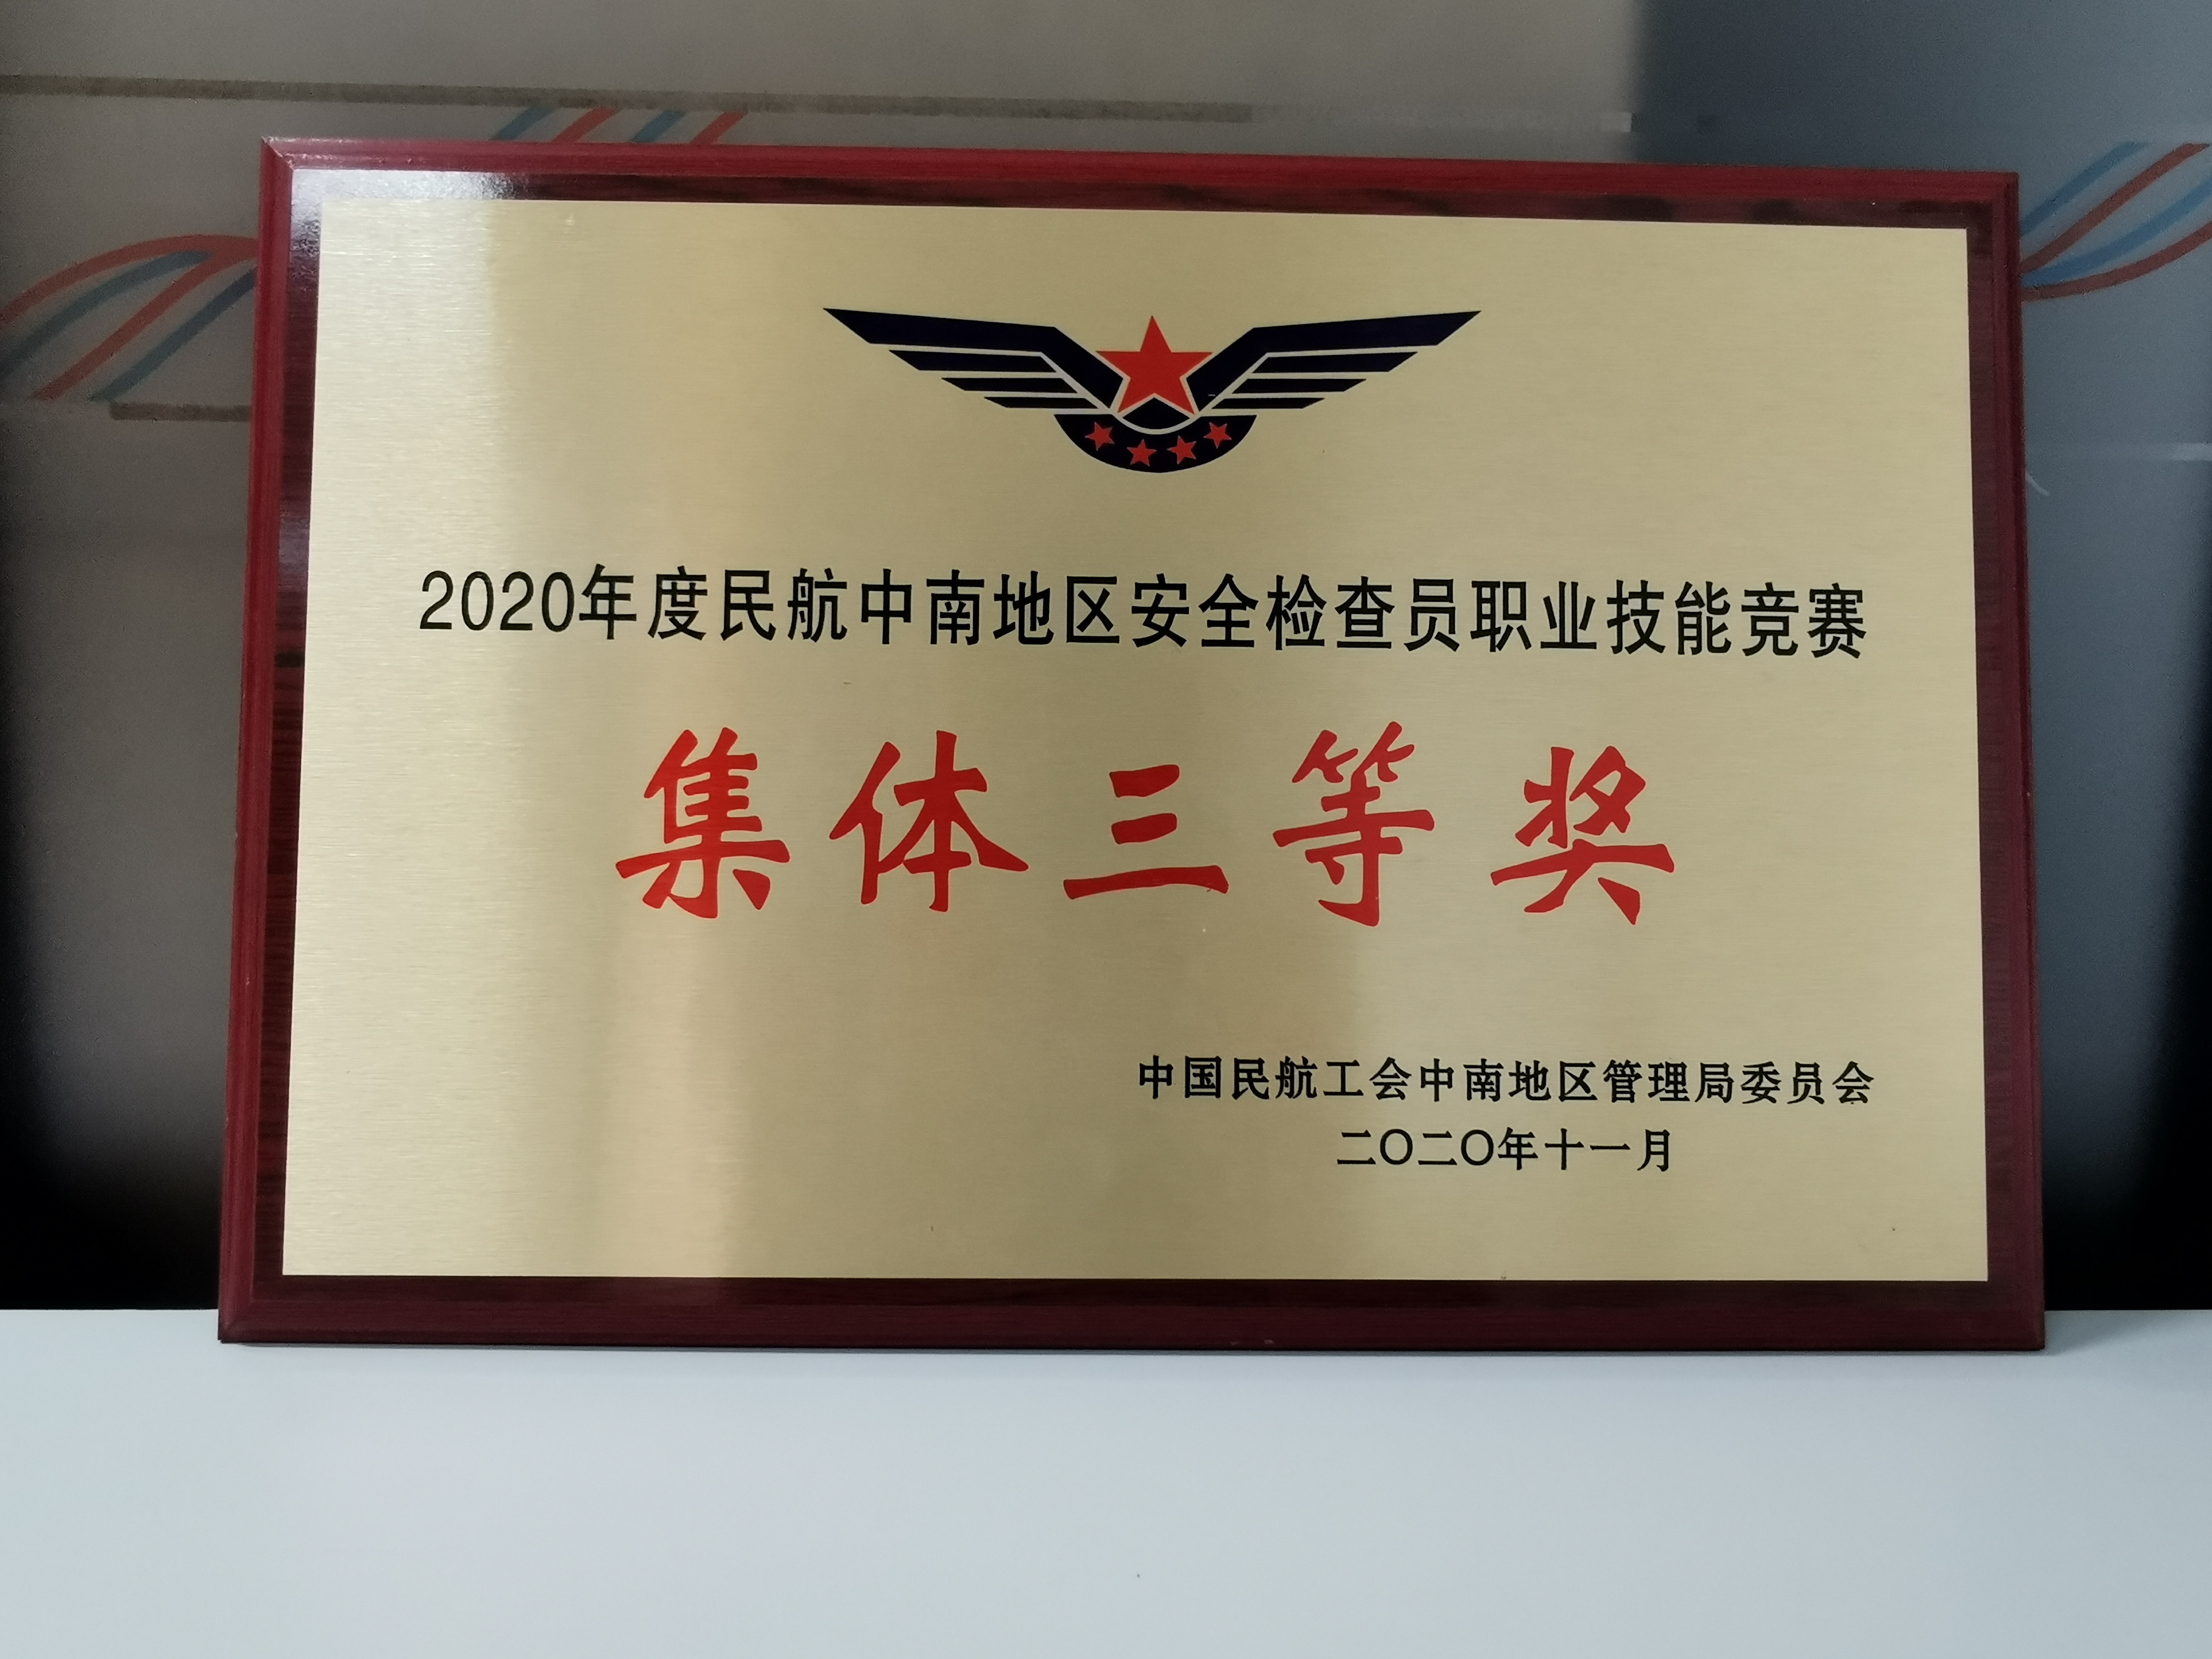 2020年度民航中南地区安全检查员职业技能竞赛
集体三等奖
中国民航工会中南地区管理局委员会
二〇二〇年十一月